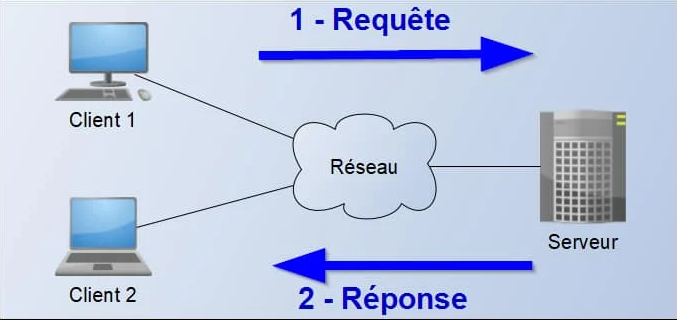 1 - Requête
Client 1
Réseau
Serveur
Client 2
2 - Réponse